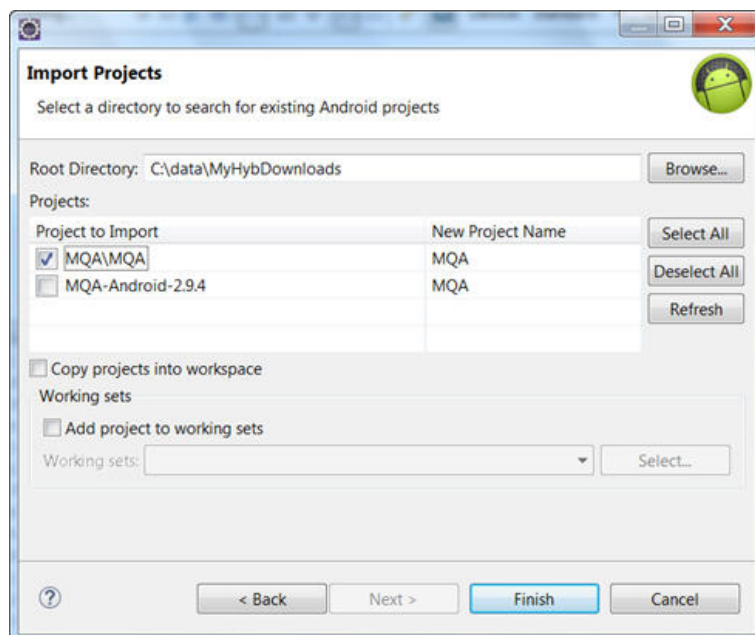 Import Projects
Select a directory to search for existing Android projects
Root Directory: C:\data\MyHybDownloads Browse...
Projects:
Project to Import New Project Name Select All
MQA\MQA MQA
Deselect All
MQA-Android-2.9.4 MQA
Refresh
Copy projects into workspace
Working sets
Add project to working sets
Working sets: Select...
< Back Next > Finish Cancel